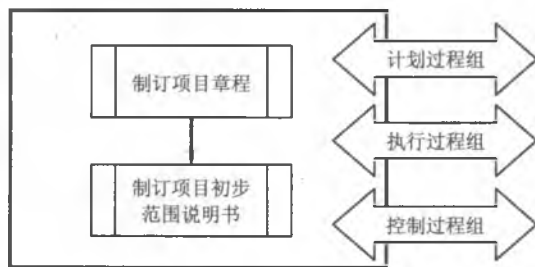 制订项目章程
计划过程组
执行过程组
制订项目初步
范围说明书
控制过程组